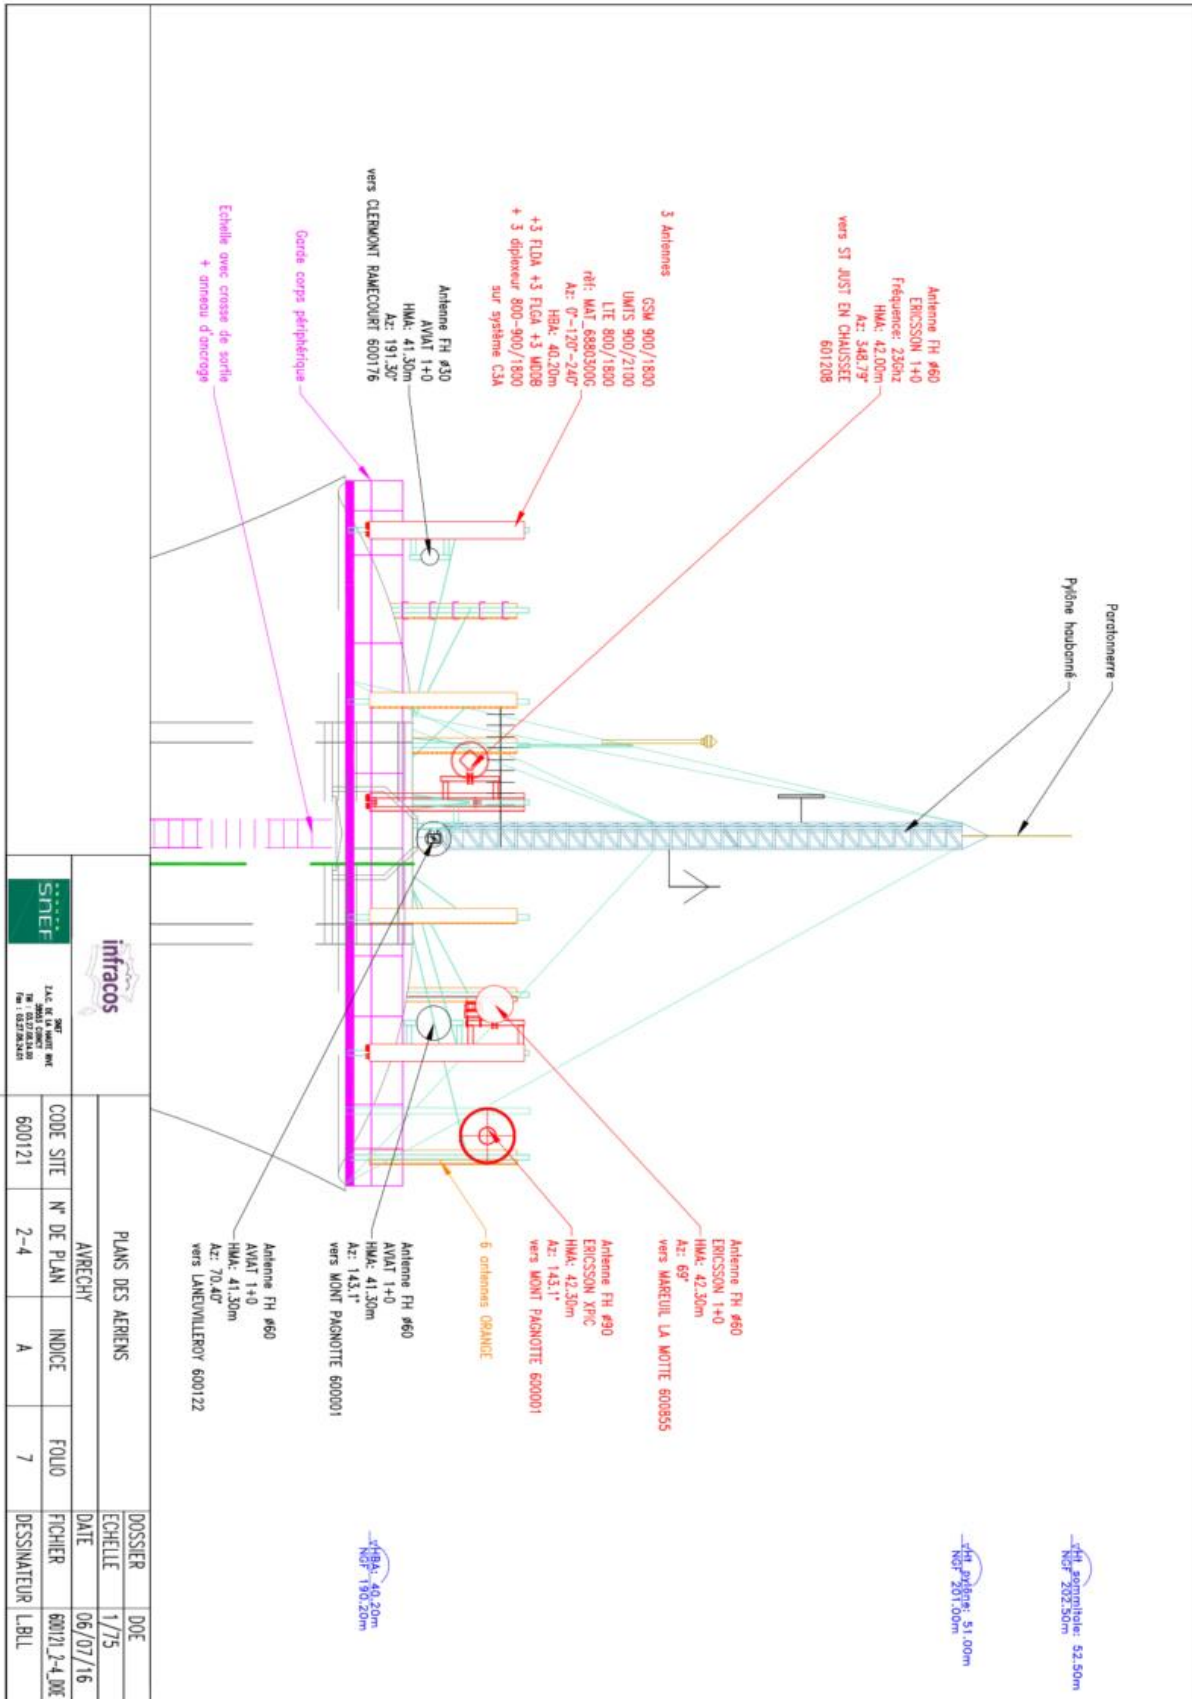 Paratonnerre
Pylône haubanné
Antenne FH Ø60
ERICSSON 1+0
Fréquence: 23Ghz
HMA: 42.00m
Az: 348.79°
vers ST JUST EN CHAUSSEE
601208
3 Antennes
GSM 900/1800
UMTS 900/2100
LTE 800/1800
réf: MAT_6880300G
Az: 0°-120°-240°
HBA: 40.20m
+3 FLDA +3 FLGA +3 MDDB
+ 3 diplexeur 800-900/1800
sur système C3A
Antenne FH Ø30
AVIAT 1+0
HMA: 41.30m
Az: 191.30°
vers CLERMONT RAMECOURT 600176
Garde corps périphérique
Echelle avec crosse de sortie
+ anneau d'ancrage
Antenne FH Ø60
ERICSSON 1+0
HMA: 42.30m
Az: 69°
vers MAREUIL LA MOTTE 600855
Antenne FH Ø90
ERICSSON XPIC
HMA: 42.30m
Az: 143.1°
vers MONT PAGNOTTE 600001
6 antennes ORANGE
Antenne FH Ø60
AVIAT 1+0
HMA: 41.30m
Az: 143.1°
vers MONT PAGNOTTE 600001
Antenne FH Ø60
AVIAT 1+0
HMA: 41.30m
Az: 70.40°
vers LANEUVILLEROY 600122
Ht sommitale: 52.50m
NGF 202.50m
Ht pylône: 51.00m
NGF 201.00m
HBA: 40.20m
NGF 190.20m
infracos
SNEF
SNEF
Z.A.C. DE LA HAUTE RIVE
PLANS DES AERIENS
AVRECHY
CODE SITE
N° DE PLAN
INDICE
FOLIO
600121
2-4
A
7
DOSSIER
DOE
ECHELLE
1/75
DATE
06/07/16
FICHIER
600121_2-4_DOE
DESSINATEUR
L.BLL